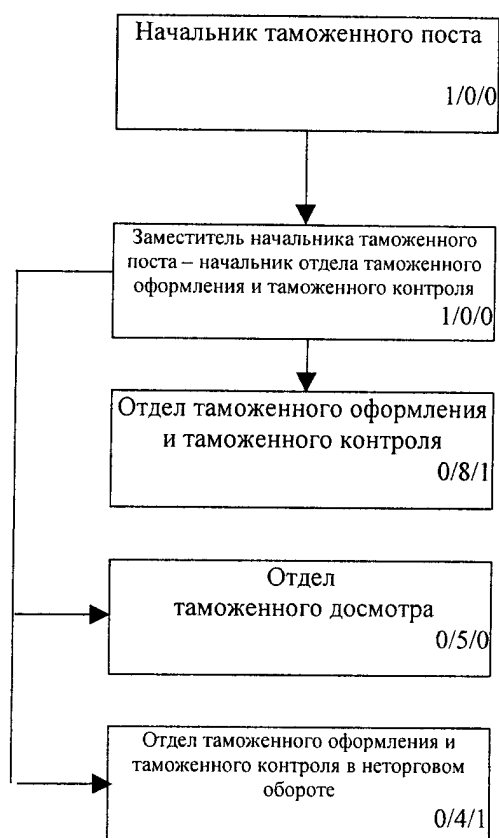 Начальник таможенного поста
1/0/0
Заместитель начальника таможенного
поста – начальник отдела таможенного
оформления и таможенного контроля
1/0/0
Отдел таможенного оформления
и таможенного контроля
0/8/1
Отдел
таможенного досмотра
0/5/0
Отдел таможенного оформления и
таможенного контроля в неторговом
обороте
0/4/1